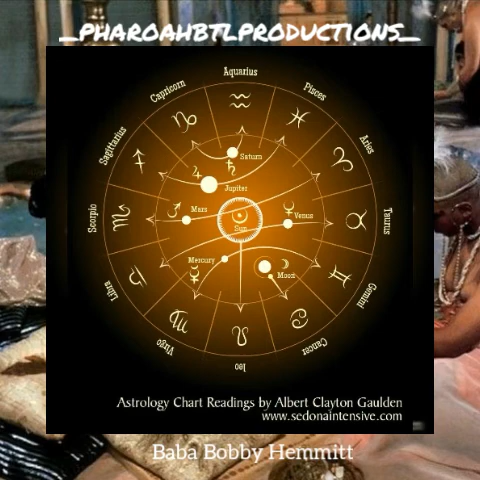 _PHAROAHBTLPRODUCTIONS_
Aquarius
Capricorn
Pisces
Sagittarius
Aries
Saturn
Jupiter
Scorpio
Mars
Sun
Venus
Taurus
Mercury
Moon
Libra
Gemini
Virgo
Cancer
Leo
Astrology Chart Readings by Albert Clayton Gaulden
www.sedonaintensive.com
Baba Bobby Hemmitt